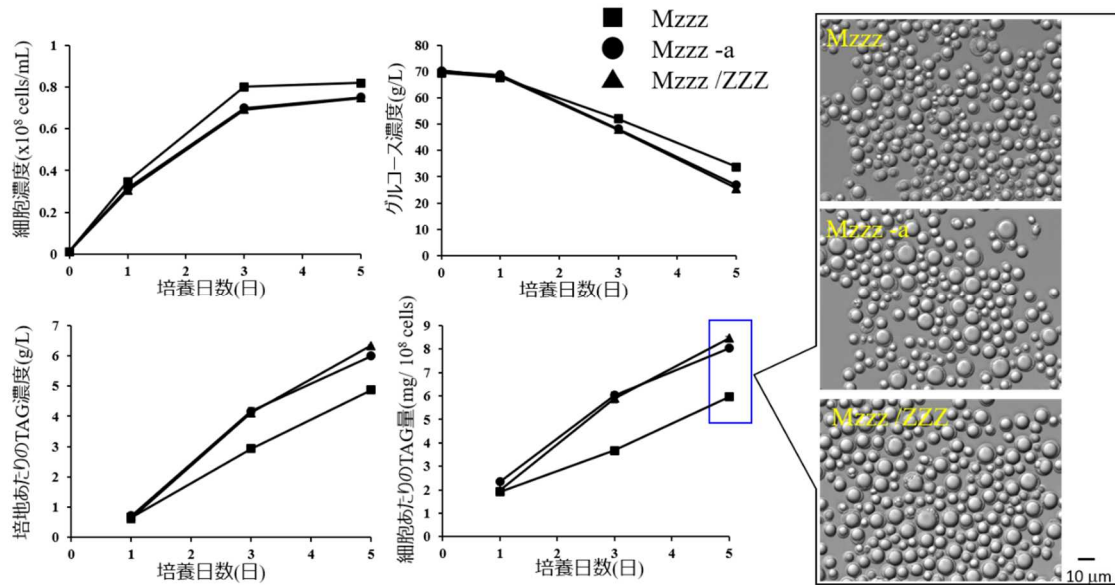 Mzzz
Mzzz -a
Mzzz /ZZZ
細胞濃度(x10⁸ cells/mL)
1
0.8
0.6
0.4
0.2
0
0 1 2 3 4 5
培養日数(日)
グルコース濃度(g/L)
80
70
60
50
40
30
20
10
0
0 1 2 3 4 5
培養日数(日)
培地あたりのTAG濃度(g/L)
7
6
5
4
3
2
1
0
0 1 2 3 4 5
培養日数(日)
細胞あたりのTAG量(mg/ 10⁸ cells)
9
8
7
6
5
4
3
2
1
0
0 1 2 3 4 5
培養日数(日)
Mzzz
Mzzz -a
Mzzz /ZZZ
10 μm